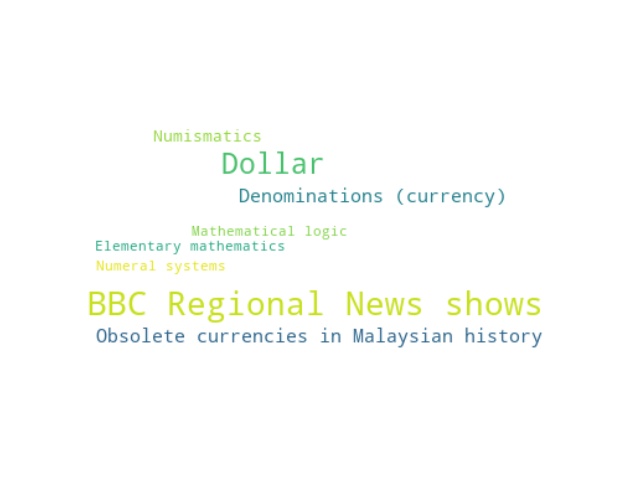 Numismatics
Dollar
Denominations (currency)
Mathematical logic
Elementary mathematics
Numeral systems
BBC Regional News shows
Obsolete currencies in Malaysian history